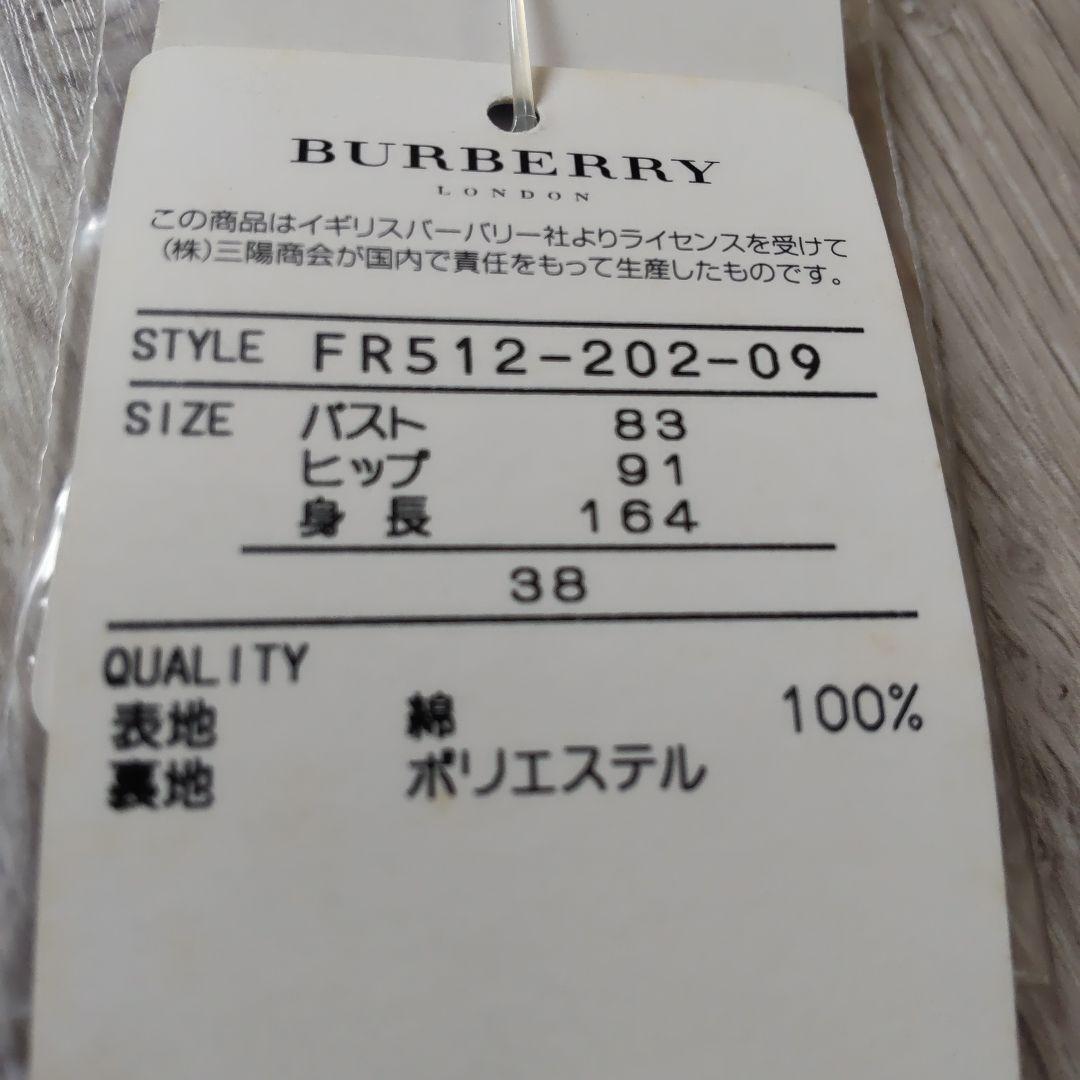 BURBERRY
LONDON
この商品はイギリスバーバリー社よりライセンスを受けて
(株)三陽商会が国内で責任をもって生産したものです。
STYLE FR512-202-09
SIZE バスト 83
ヒップ 91
身長 164
38
QUALITY
表地 綿 100%
裏地 ポリエステル